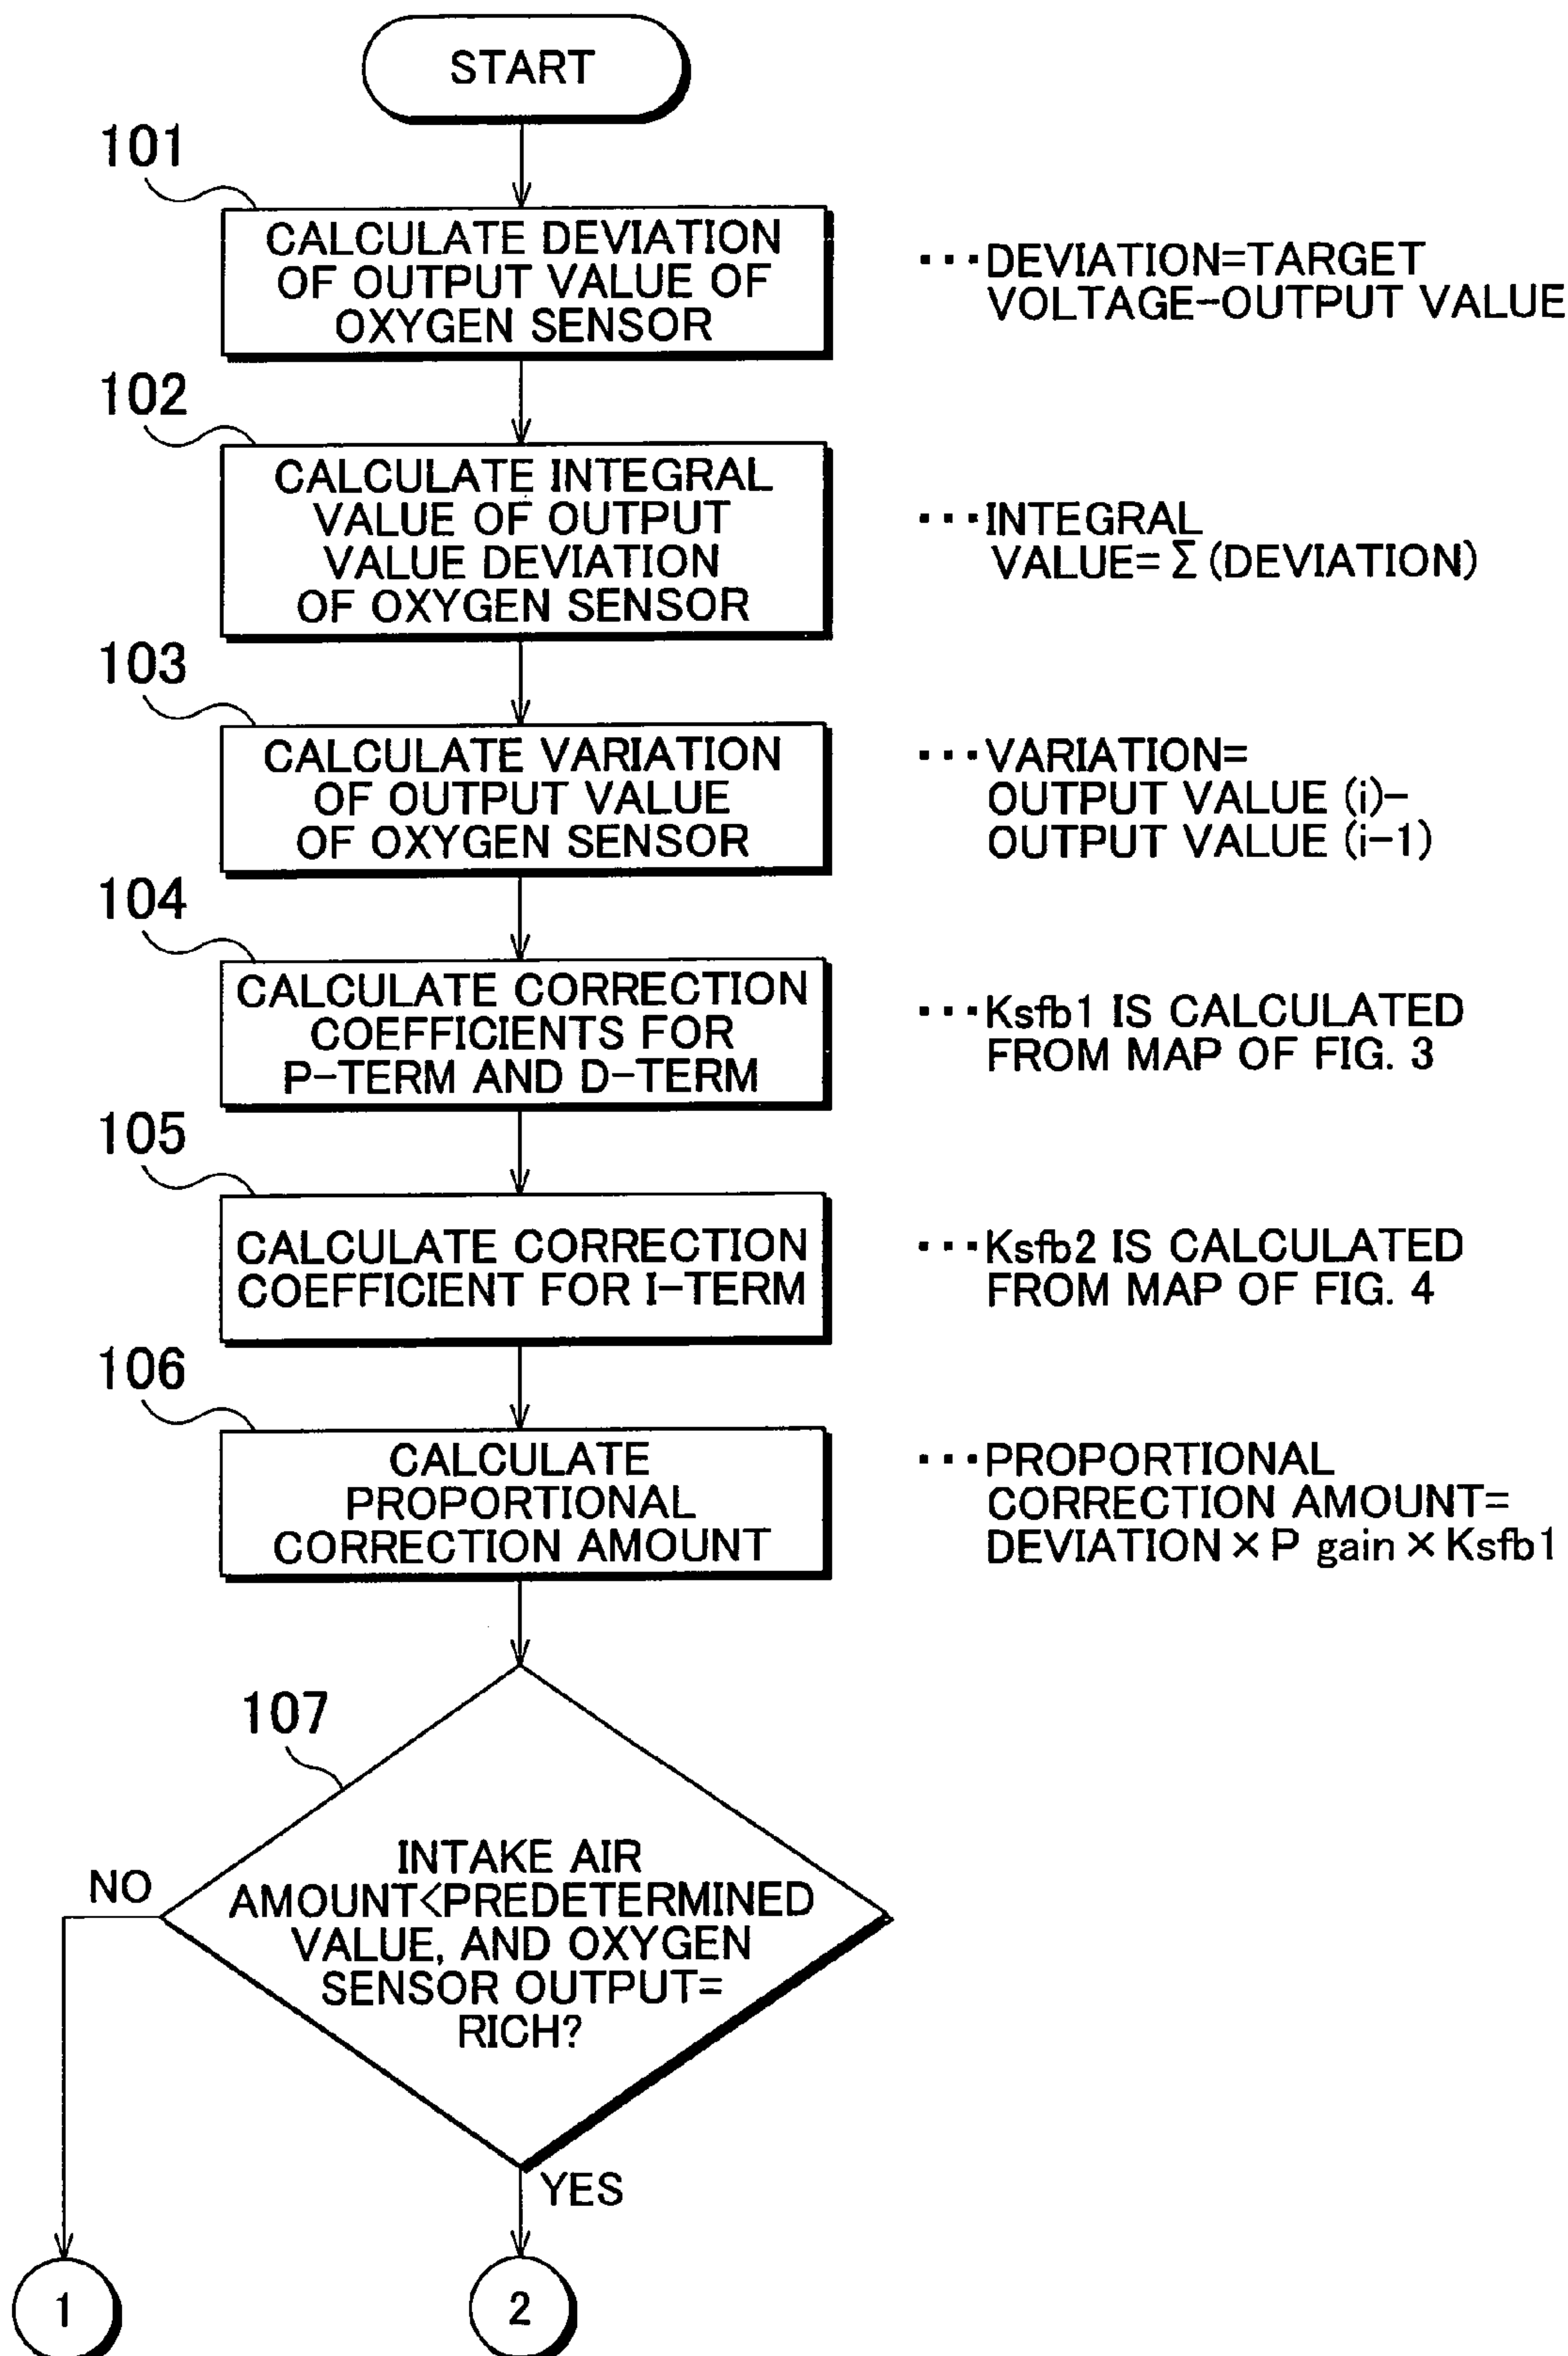 START
101
CALCULATE DEVIATION
OF OUTPUT VALUE OF
OXYGEN SENSOR
···DEVIATION=TARGET
VOLTAGE-OUTPUT VALUE
102
CALCULATE INTEGRAL
VALUE OF OUTPUT
VALUE DEVIATION
OF OXYGEN SENSOR
···INTEGRAL
VALUE=Σ(DEVIATION)
103
CALCULATE VARIATION
OF OUTPUT VALUE
OF OXYGEN SENSOR
···VARIATION=
OUTPUT VALUE (i)-
OUTPUT VALUE (i-1)
104
CALCULATE CORRECTION
COEFFICIENTS FOR
P-TERM AND D-TERM
···Ksfb1 IS CALCULATED
FROM MAP OF FIG. 3
105
CALCULATE CORRECTION
COEFFICIENT FOR I-TERM
···Ksfb2 IS CALCULATED
FROM MAP OF FIG. 4
106
CALCULATE
PROPORTIONAL
CORRECTION AMOUNT
···PROPORTIONAL
CORRECTION AMOUNT=
DEVIATION × P gain × Ksfb1
107
INTAKE AIR
AMOUNT<PREDETERMINED
VALUE, AND OXYGEN
SENSOR OUTPUT=
RICH?
NO
YES
1
2